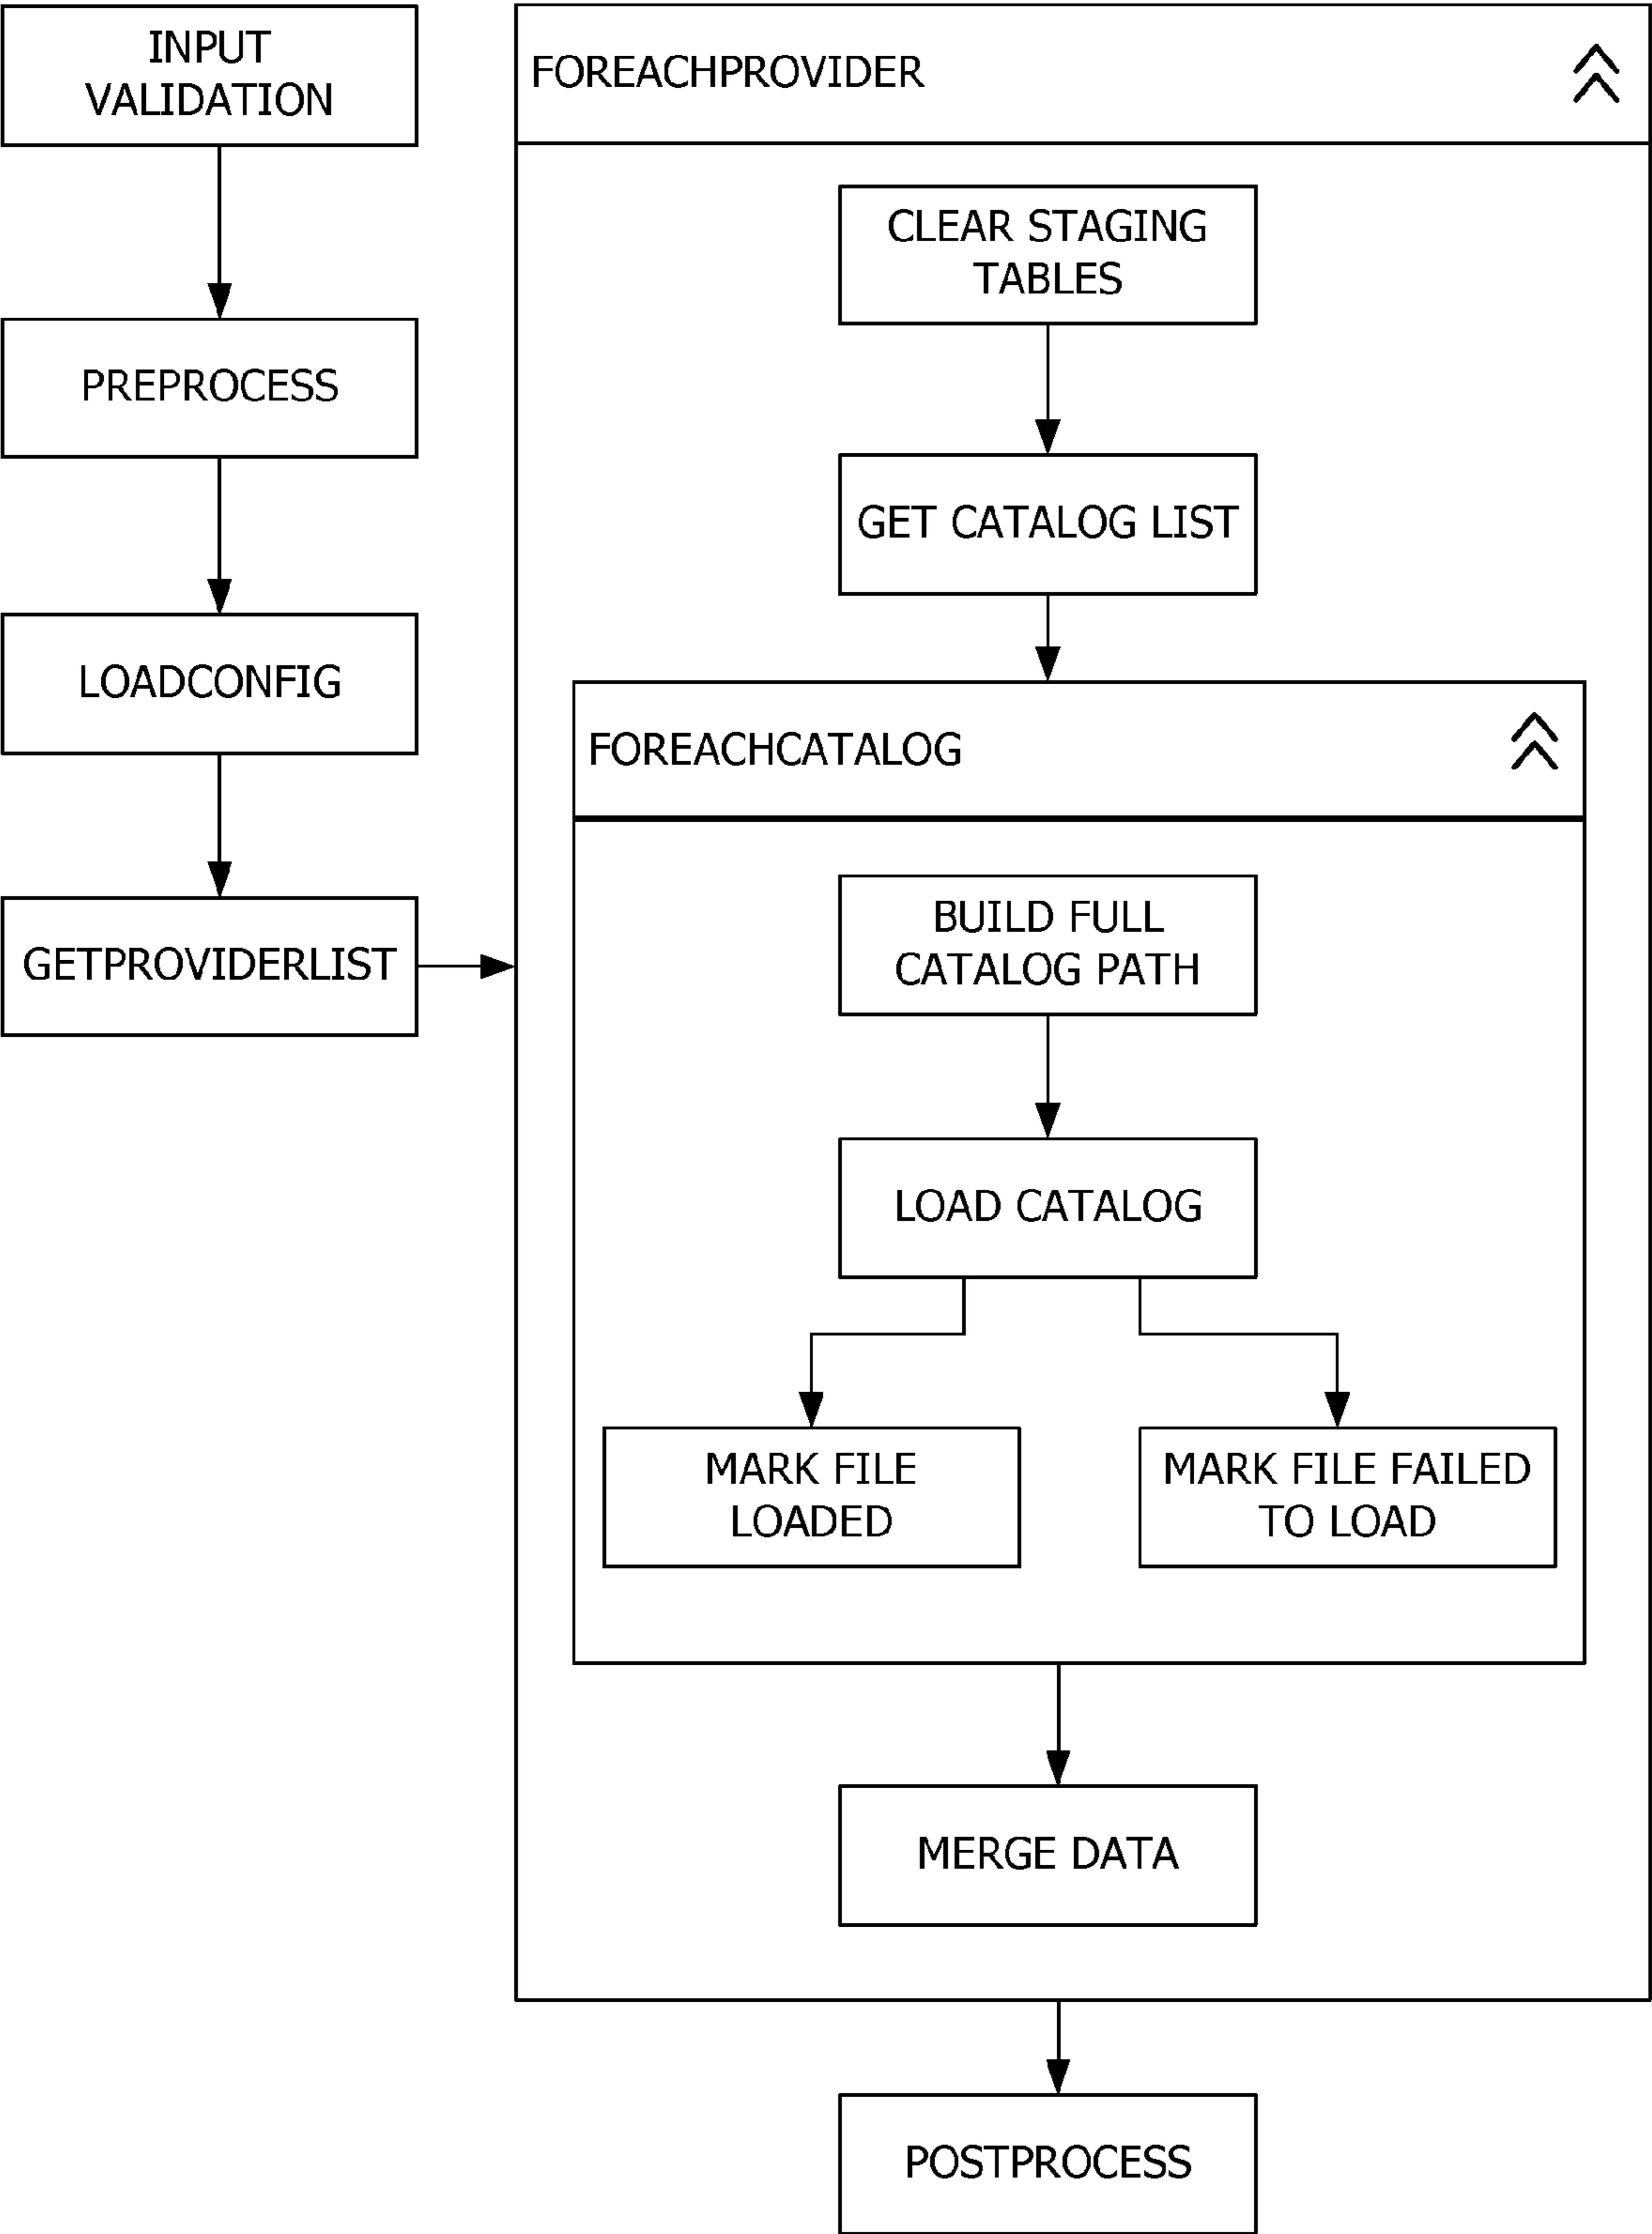 INPUT
VALIDATION
PREPROCESS
LOADCONFIG
GETPROVIDERLIST
FOREACHPROVIDER
CLEAR STAGING
TABLES
GET CATALOG LIST
FOREACHCATALOG
BUILD FULL
CATALOG PATH
LOAD CATALOG
MARK FILE
LOADED
MARK FILE FAILED
TO LOAD
MERGE DATA
POSTPROCESS